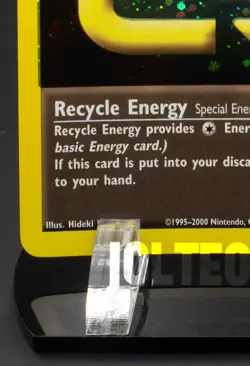 Recycle Energy Special Ener
Recycle Energy provides Ener
basic Energy card.)
If this card is put into your disca
to your hand.
Illus. Hideki
©1995-2000 Nintendo, C
JOLTEO